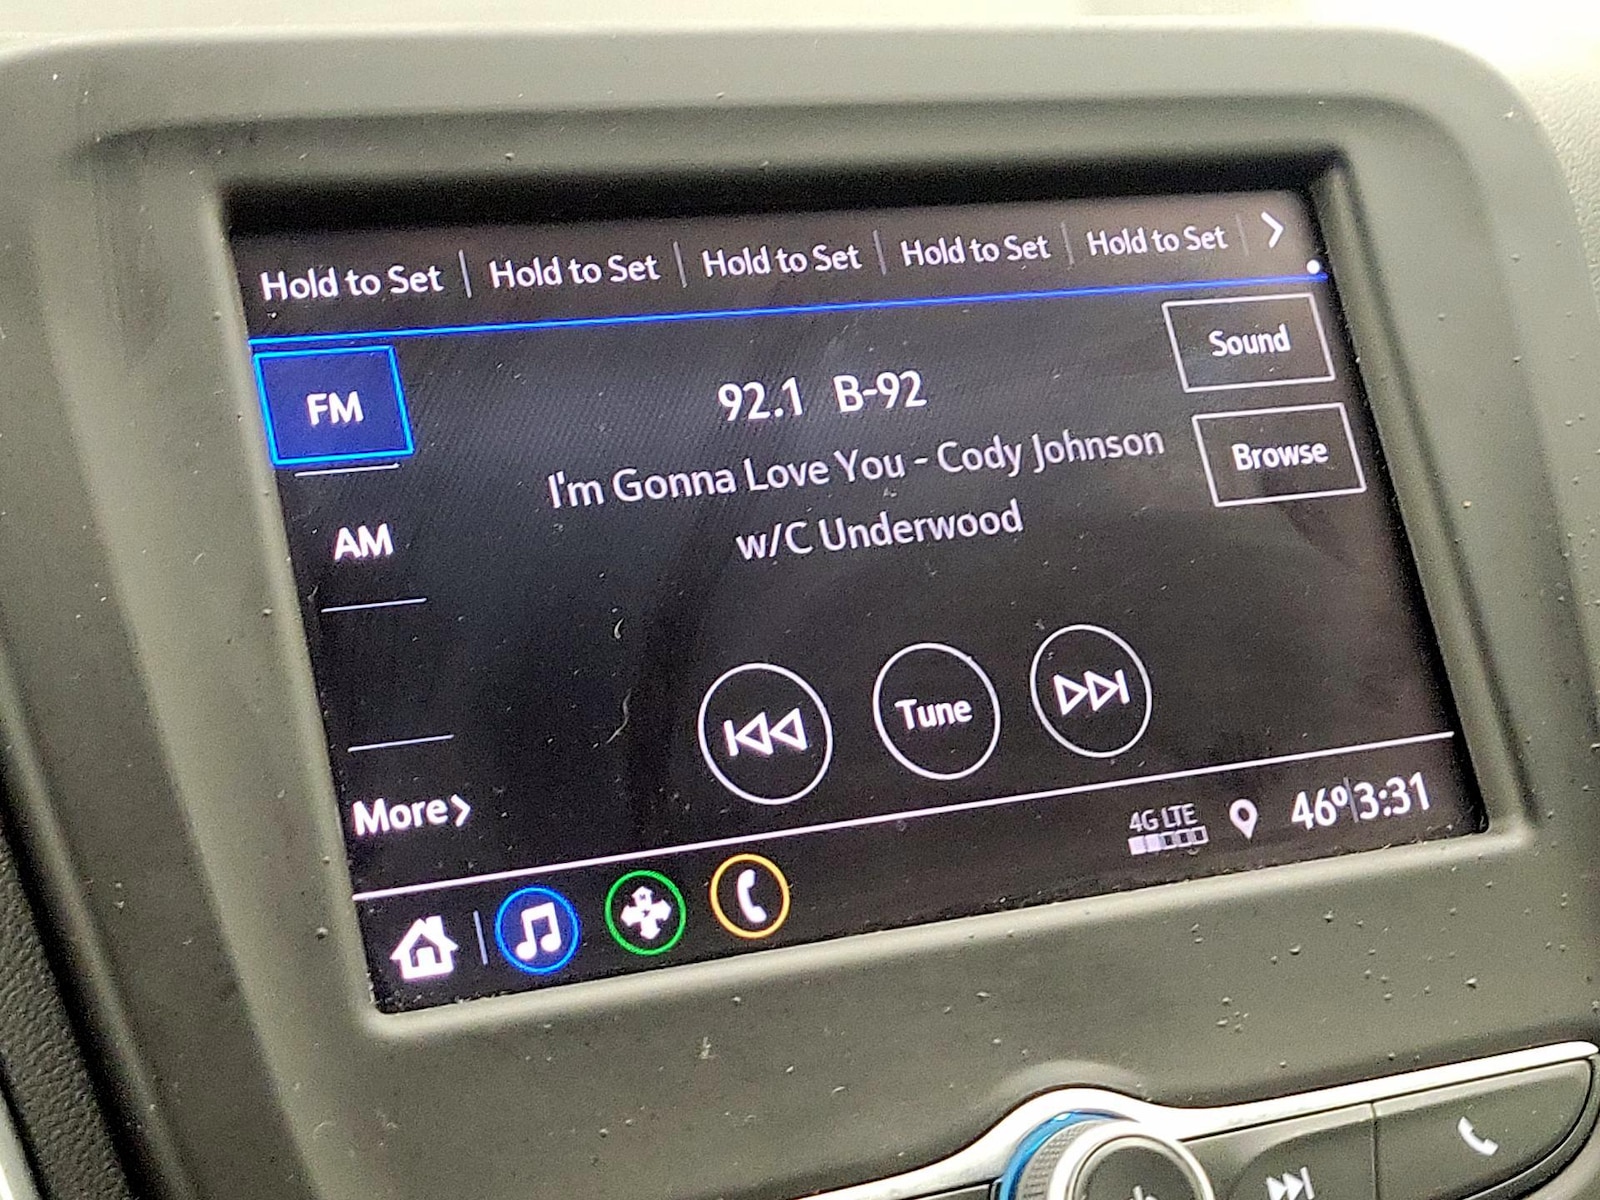 Hold to Set Hold to Set Hold to Set Hold to Set Hold to Set
FM
AM
More
92.1 B-92
I'm Gonna Love You - Cody Johnson
w/C Underwood
Sound
Browse
Tune
4G LTE
46° 3:31